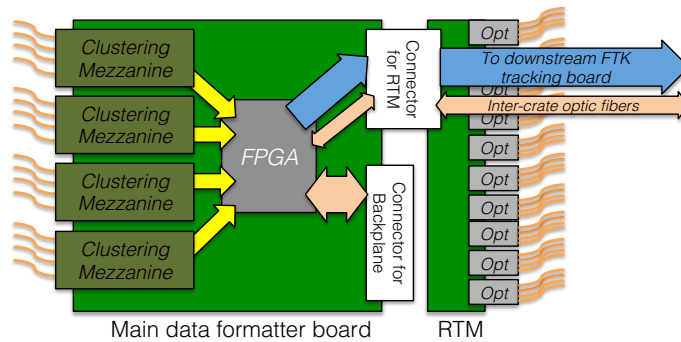 Clustering
Mezzanine
Clustering
Mezzanine
Clustering
Mezzanine
Clustering
Mezzanine
FPGA
Connector
for RTM
Connector for
Backplane
Opt
To downstream FTK
tracking board
Opt
Inter-crate optic fibers
Opt
Opt
Opt
Opt
Opt
Opt
Opt
Main data formatter board
RTM